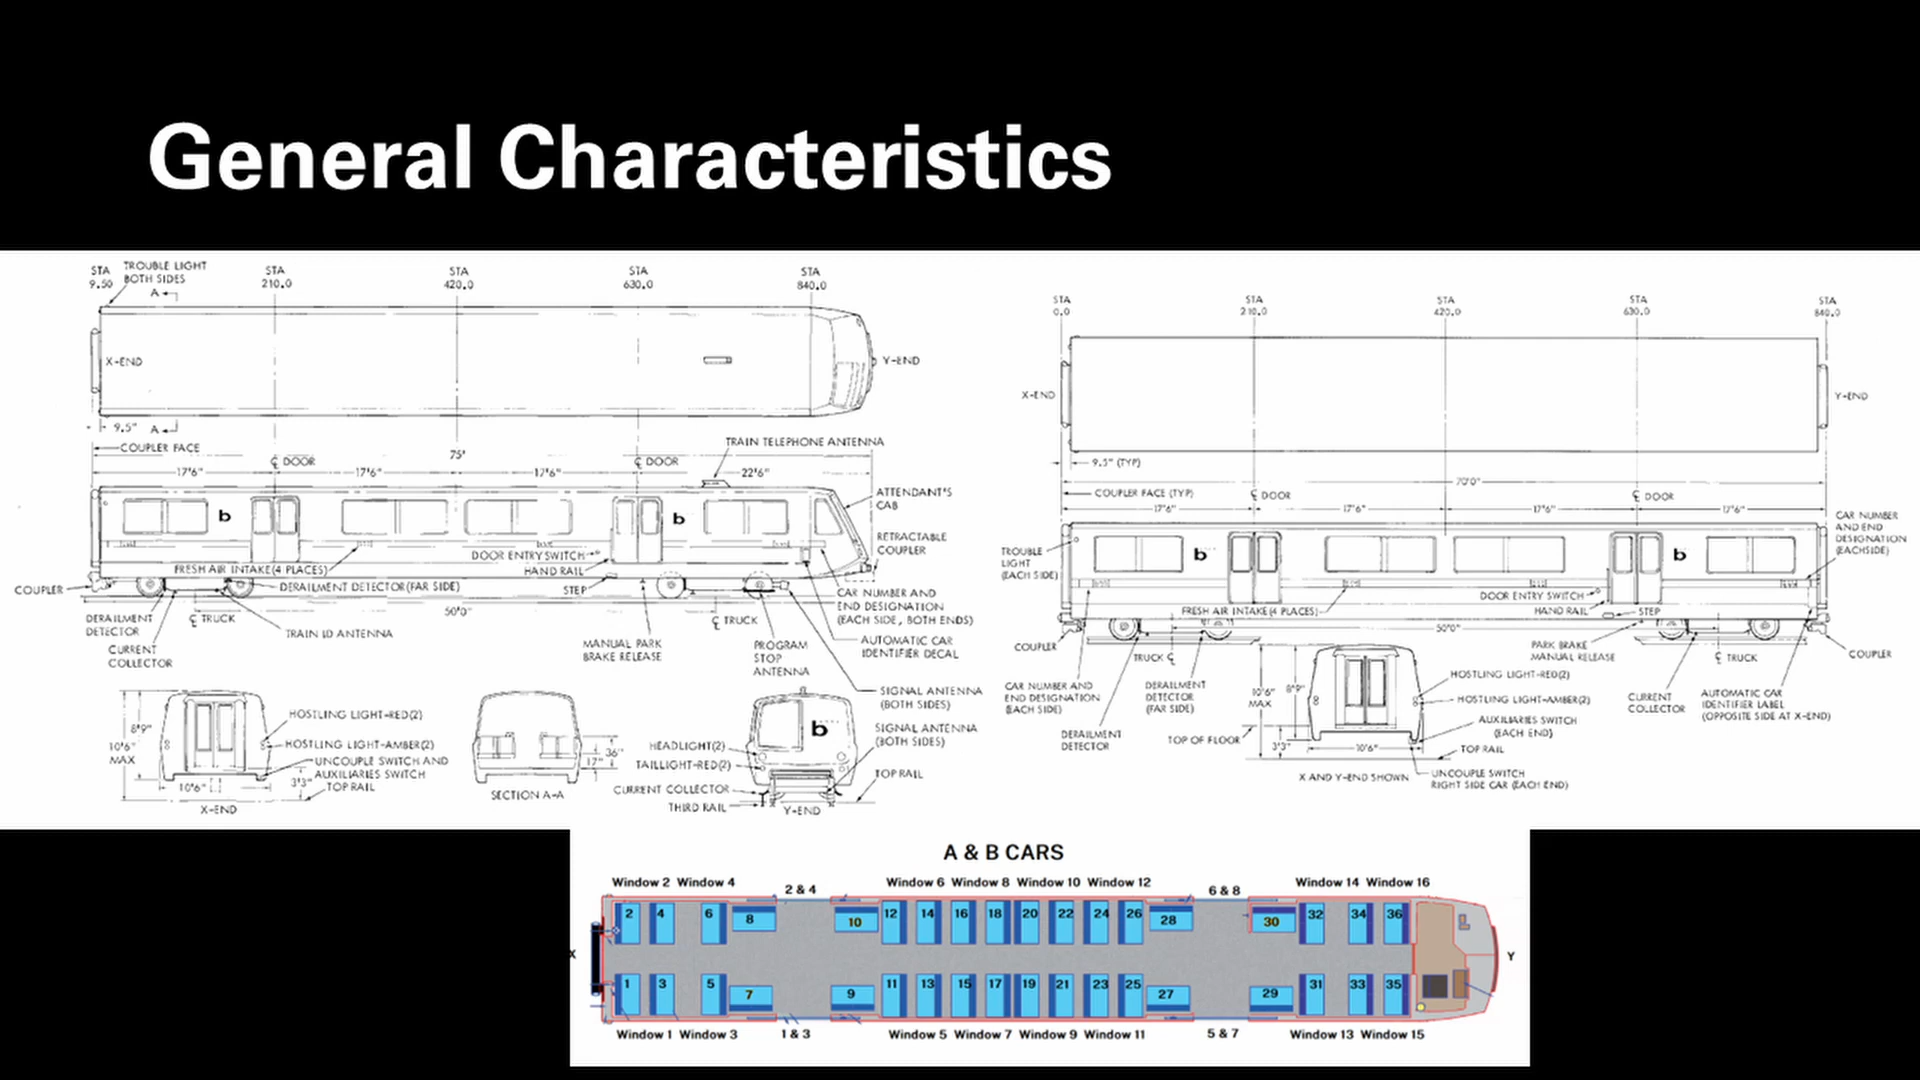 General Characteristics
STA
9.50
TROUBLE LIGHT
BOTH SIDES
STA
210.0
STA
420.0
STA
630.0
STA
840.0
A
X-END
Y-END
9.5"
A
COUPLER FACE
75'
TRAIN TELEPHONE ANTENNA
17'6"
℄ DOOR
17'6"
17'6"
℄ DOOR
22'6"
ATTENDANT'S
CAB
b
b
RETRACTABLE
COUPLER
DOOR ENTRY SWITCH
FRESH AIR INTAKE(4 PLACES)
HAND RAIL
COUPLER
DERAILMENT DETECTOR(FAR SIDE)
STEP
CAR NUMBER AND
END DESIGNATION
(EACH SIDE, BOTH ENDS)
50'0"
DERAILMENT
DETECTOR
℄ TRUCK
TRAIN ID ANTENNA
℄ TRUCK
CURRENT
COLLECTOR
MANUAL PARK
BRAKE RELEASE
PROGRAM
STOP
ANTENNA
AUTOMATIC CAR
IDENTIFIER DECAL
SIGNAL ANTENNA
(BOTH SIDES)
8'9"
10'6"
MAX
HOSTLING LIGHT-RED(2)
HOSTLING LIGHT-AMBER(2)
UNCOUPLE SWITCH AND
AUXILIARIES SWITCH
TOP RAIL
3'3"
10'6"
X-END
36"
17"
SECTION A-A
b
HEADLIGHT(2)
TAILLIGHT-RED(2)
CURRENT COLLECTOR
THIRD RAIL
SIGNAL ANTENNA
(BOTH SIDES)
TOP RAIL
Y-END
STA
0.0
STA
210.0
STA
420.0
STA
630.0
STA
840.0
X-END
Y-END
9.5" (TYP)
70'0"
COUPLER FACE (TYP)
℄ DOOR
℄ DOOR
17'6"
17'6"
17'6"
17'6"
CAR NUMBER
AND END
DESIGNATION
(EACHSIDE)
TROUBLE
LIGHT
(EACH SIDE)
b
b
DOOR ENTRY SWITCH
FRESH AIR INTAKE(4 PLACES)
HAND RAIL
STEP
50'0"
COUPLER
TRUCK ℄
PARK BRAKE
MANUAL RELEASE
℄ TRUCK
COUPLER
CAR NUMBER AND
END DESIGNATION
(EACH SIDE)
DERAILMENT
DETECTOR
(FAR SIDE)
10'6"
MAX
8'9"
HOSTLING LIGHT-RED(2)
HOSTLING LIGHT-AMBER(2)
AUXILIARIES SWITCH
(EACH END)
CURRENT
COLLECTOR
AUTOMATIC CAR
IDENTIFIER LABEL
(OPPOSITE SIDE AT X-END)
DERAILMENT
DETECTOR
TOP OF FLOOR
3'3"
10'6"
TOP RAIL
X AND Y-END SHOWN
UNCOUPLE SWITCH
RIGHT SIDE CAR (EACH END)
A & B CARS
Window 2 Window 4
2 & 4
Window 6 Window 8 Window 10 Window 12
6 & 8
Window 14 Window 16
2 4 6 8 10 12 14 16 18 20 22 24 26 28 30 32 34 36
X
Y
1 3 5 7 9 11 13 15 17 19 21 23 25 27 29 31 33 35
Window 1 Window 3
1 & 3
Window 5 Window 7 Window 9 Window 11
5 & 7
Window 13 Window 15